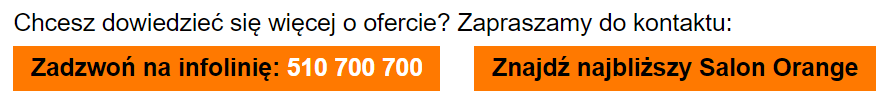 Chcesz dowiedzieć się więcej o ofercie? Zapraszamy do kontaktu:
Zadzwoń na infolinię: 510 700 700
Znajdź najbliższy Salon Orange